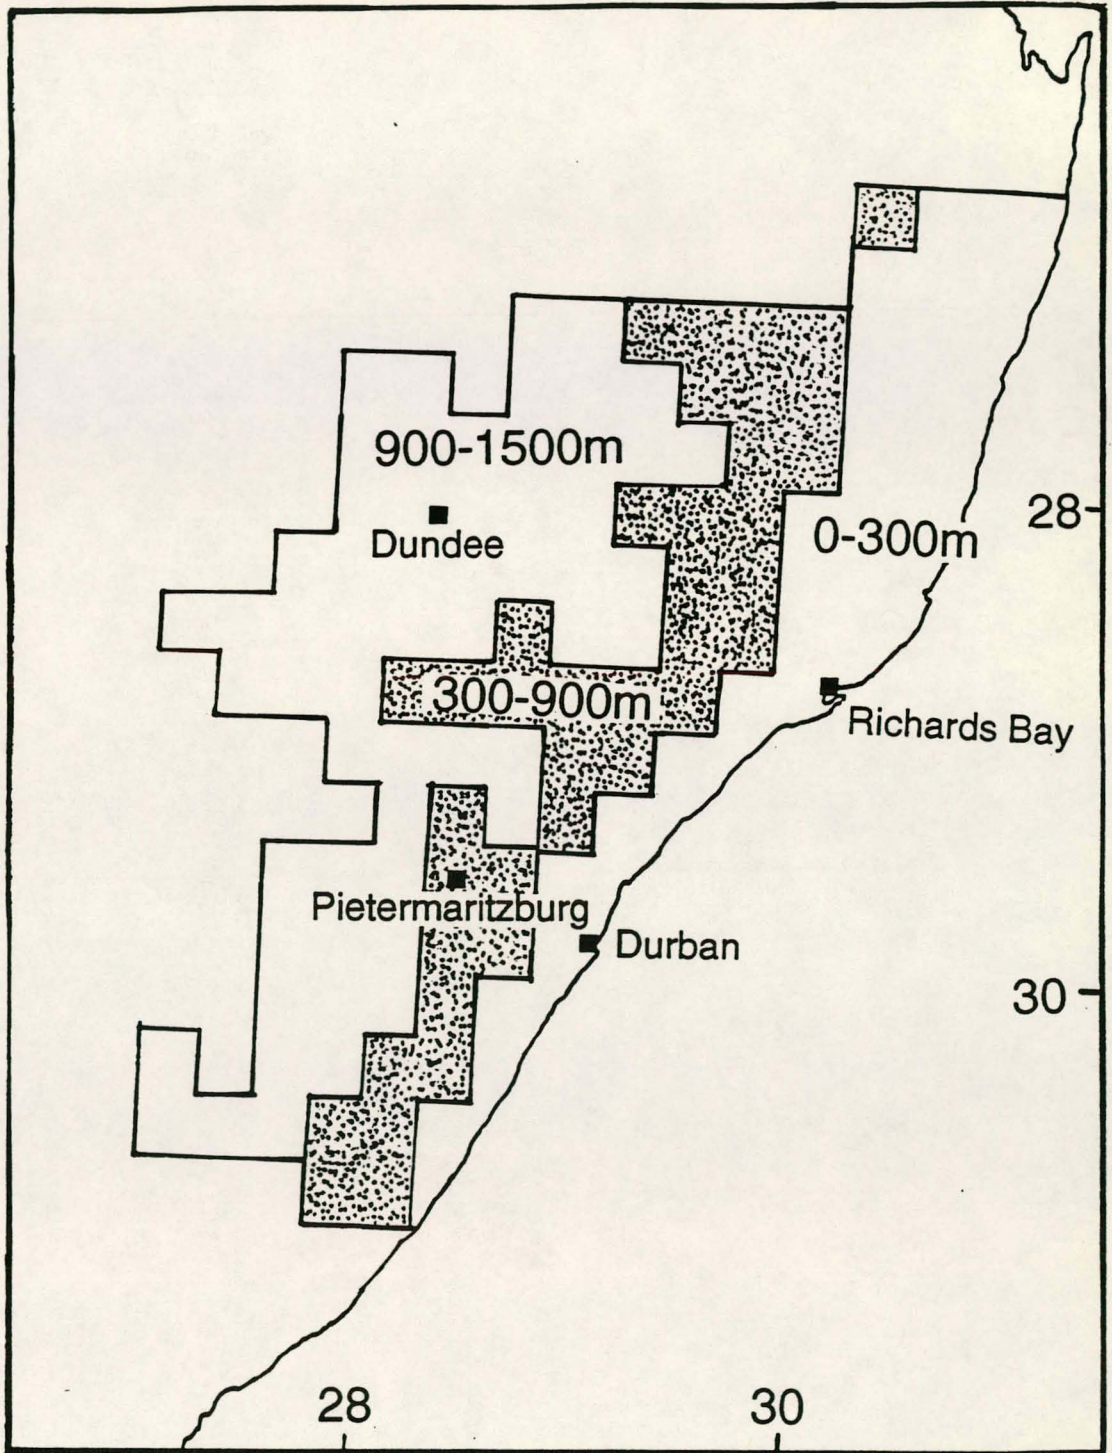 900-1500m
Dundee
28
0-300m
300-900m
Richards Bay
Pietermaritzburg
Durban
30
28
30